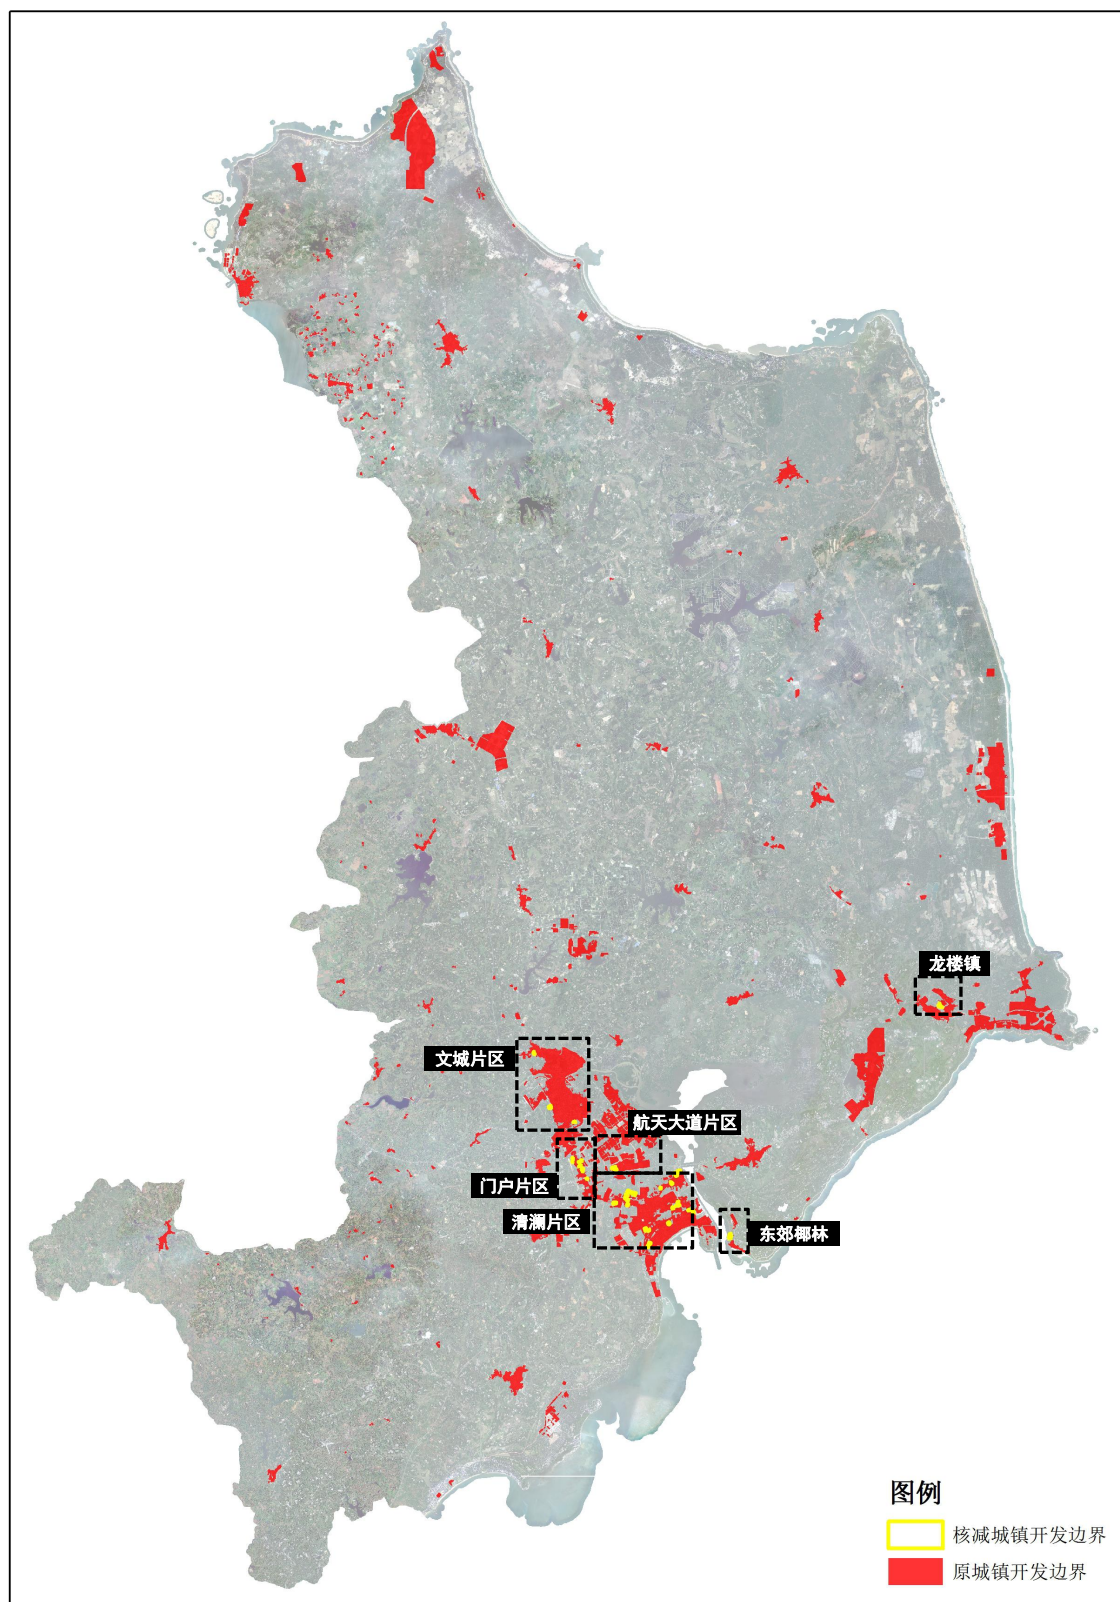 龙楼镇
文城片区
航天大道片区
门户片区
清澜片区
东郊椰林
图例
核减城镇开发边界
原城镇开发边界